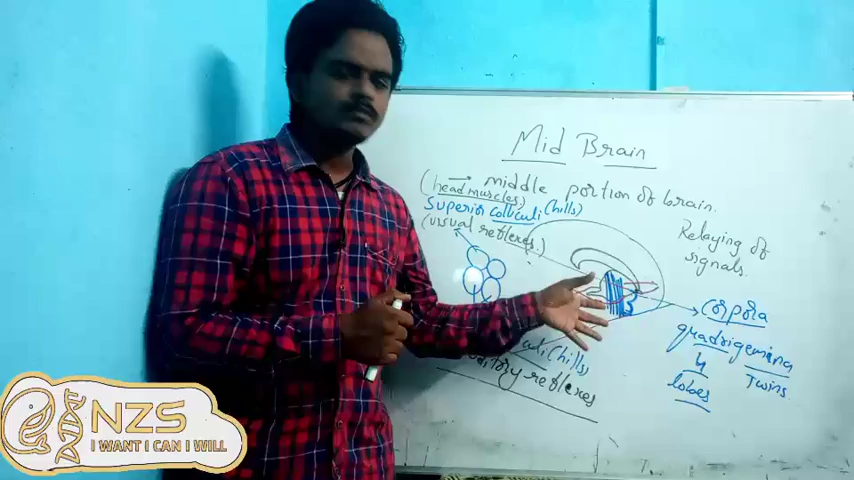 Mid Brain
→ middle portion of brain.
(head muscles)
Superior Colliculi (hills)
(visual reflexes)
Relaying of
signals.
Corpora
quadrigemina
4
lobes
Twins
(hills)
reflexes.
NZS
I WANT I CAN I WILL